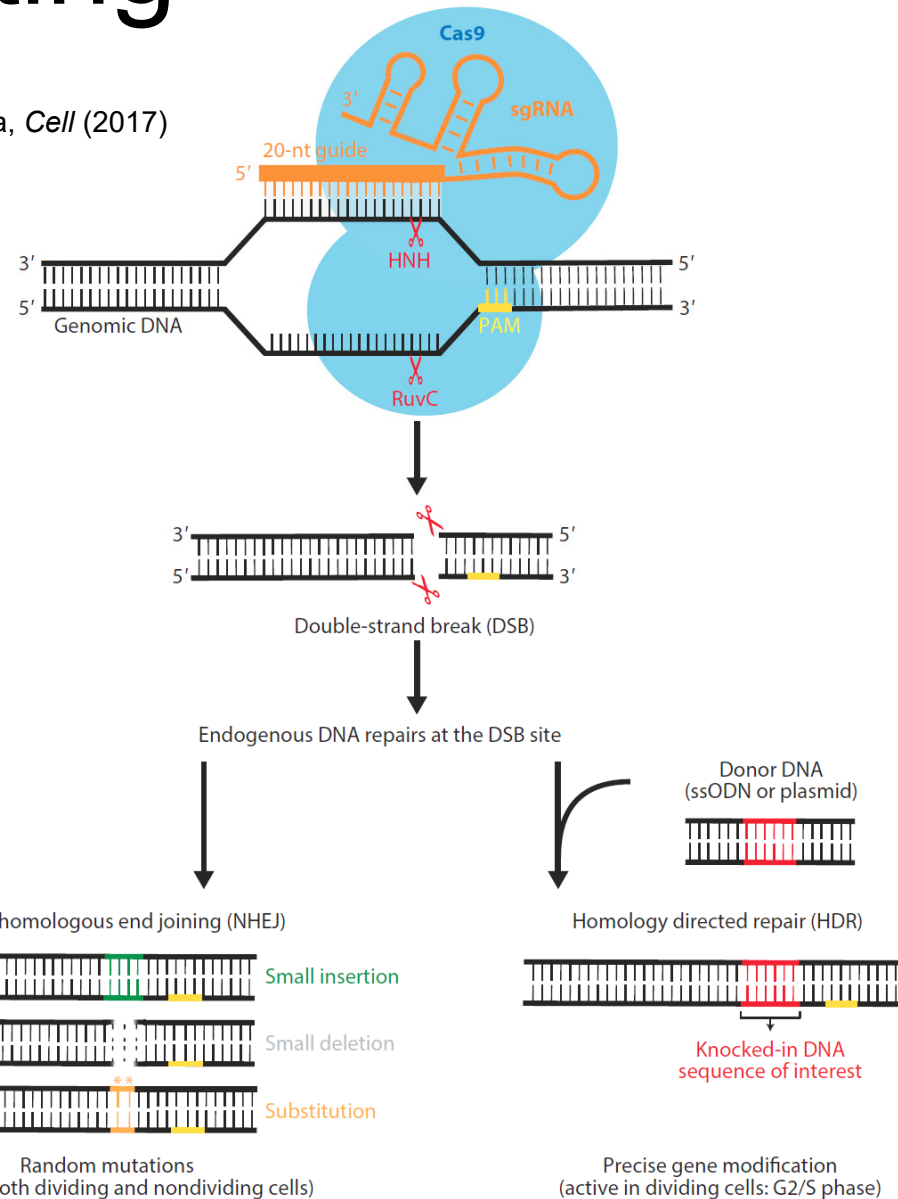 Cas9
, Cell (2017)
3′
sgRNA
20-nt guide
5′
HNH
3′
5′
5′
3′
Genomic DNA
PAM
RuvC
3′
5′
5′
3′
Double-strand break (DSB)
Endogenous DNA repairs at the DSB site
Donor DNA
(ssODN or plasmid)
homologous end joining (NHEJ)
Homology directed repair (HDR)
Small insertion
Small deletion
**
Knocked-in DNA
sequence of interest
Substitution
Random mutations
dividing and nondividing cells)
Precise gene modification
(active in dividing cells: G2/S phase)